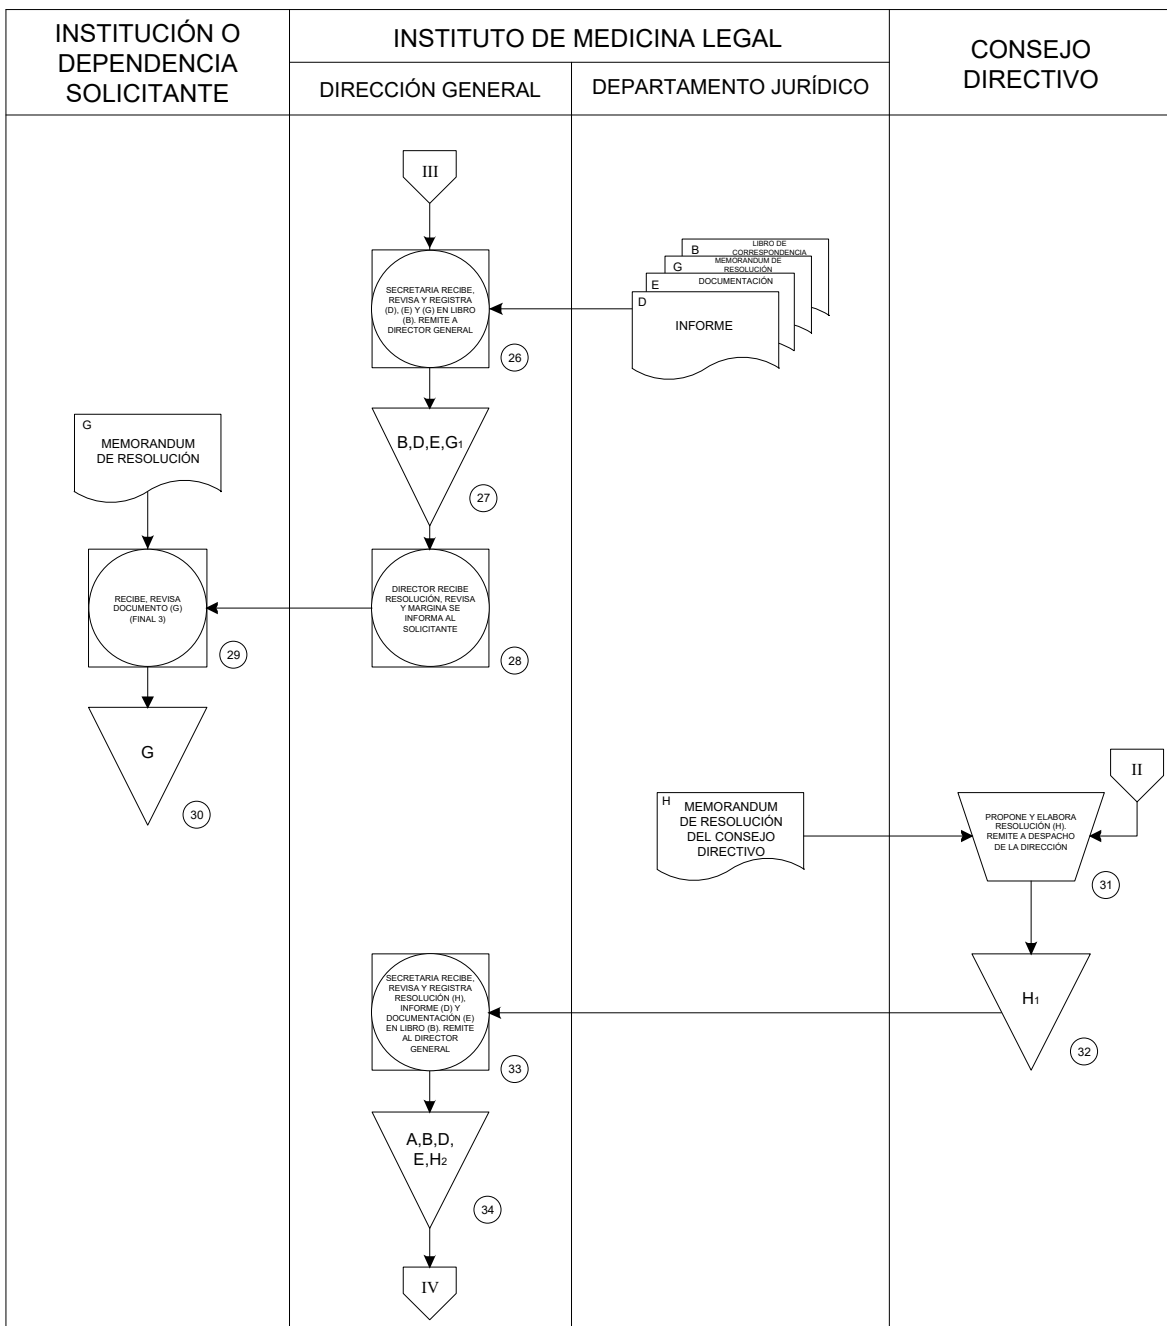 INSTITUCIÓN O
DEPENDENCIA
SOLICITANTE
INSTITUTO DE MEDICINA LEGAL
DIRECCIÓN GENERAL
DEPARTAMENTO JURÍDICO
CONSEJO
DIRECTIVO
III
SECRETARIA RECIBE,
REVISA Y REGISTRA
(D), (E) Y (G) EN LIBRO
(B). REMITE A
DIRECTOR GENERAL
26
B
LIBRO DE
CORRESPONDENCIA
G
MEMORANDUM DE
RESOLUCIÓN
E
DOCUMENTACIÓN
D
INFORME
B,D,E,G1
27
G
MEMORANDUM
DE RESOLUCIÓN
RECIBE, REVISA
DOCUMENTO (G)
(FINAL 3)
29
DIRECTOR RECIBE
RESOLUCIÓN, REVISA
Y MARGINA SE
INFORMA AL
SOLICITANTE
28
G
30
II
H
MEMORANDUM
DE RESOLUCIÓN
DEL CONSEJO
DIRECTIVO
PROPONE Y ELABORA
RESOLUCIÓN (H).
REMITE A DESPACHO
DE LA DIRECCIÓN
31
H1
32
SECRETARIA RECIBE,
REVISA Y REGISTRA
RESOLUCIÓN (H),
INFORME (D) Y
DOCUMENTACIÓN (E)
EN LIBRO (B). REMITE
AL DIRECTOR
GENERAL
33
A,B,D,
E,H2
34
IV